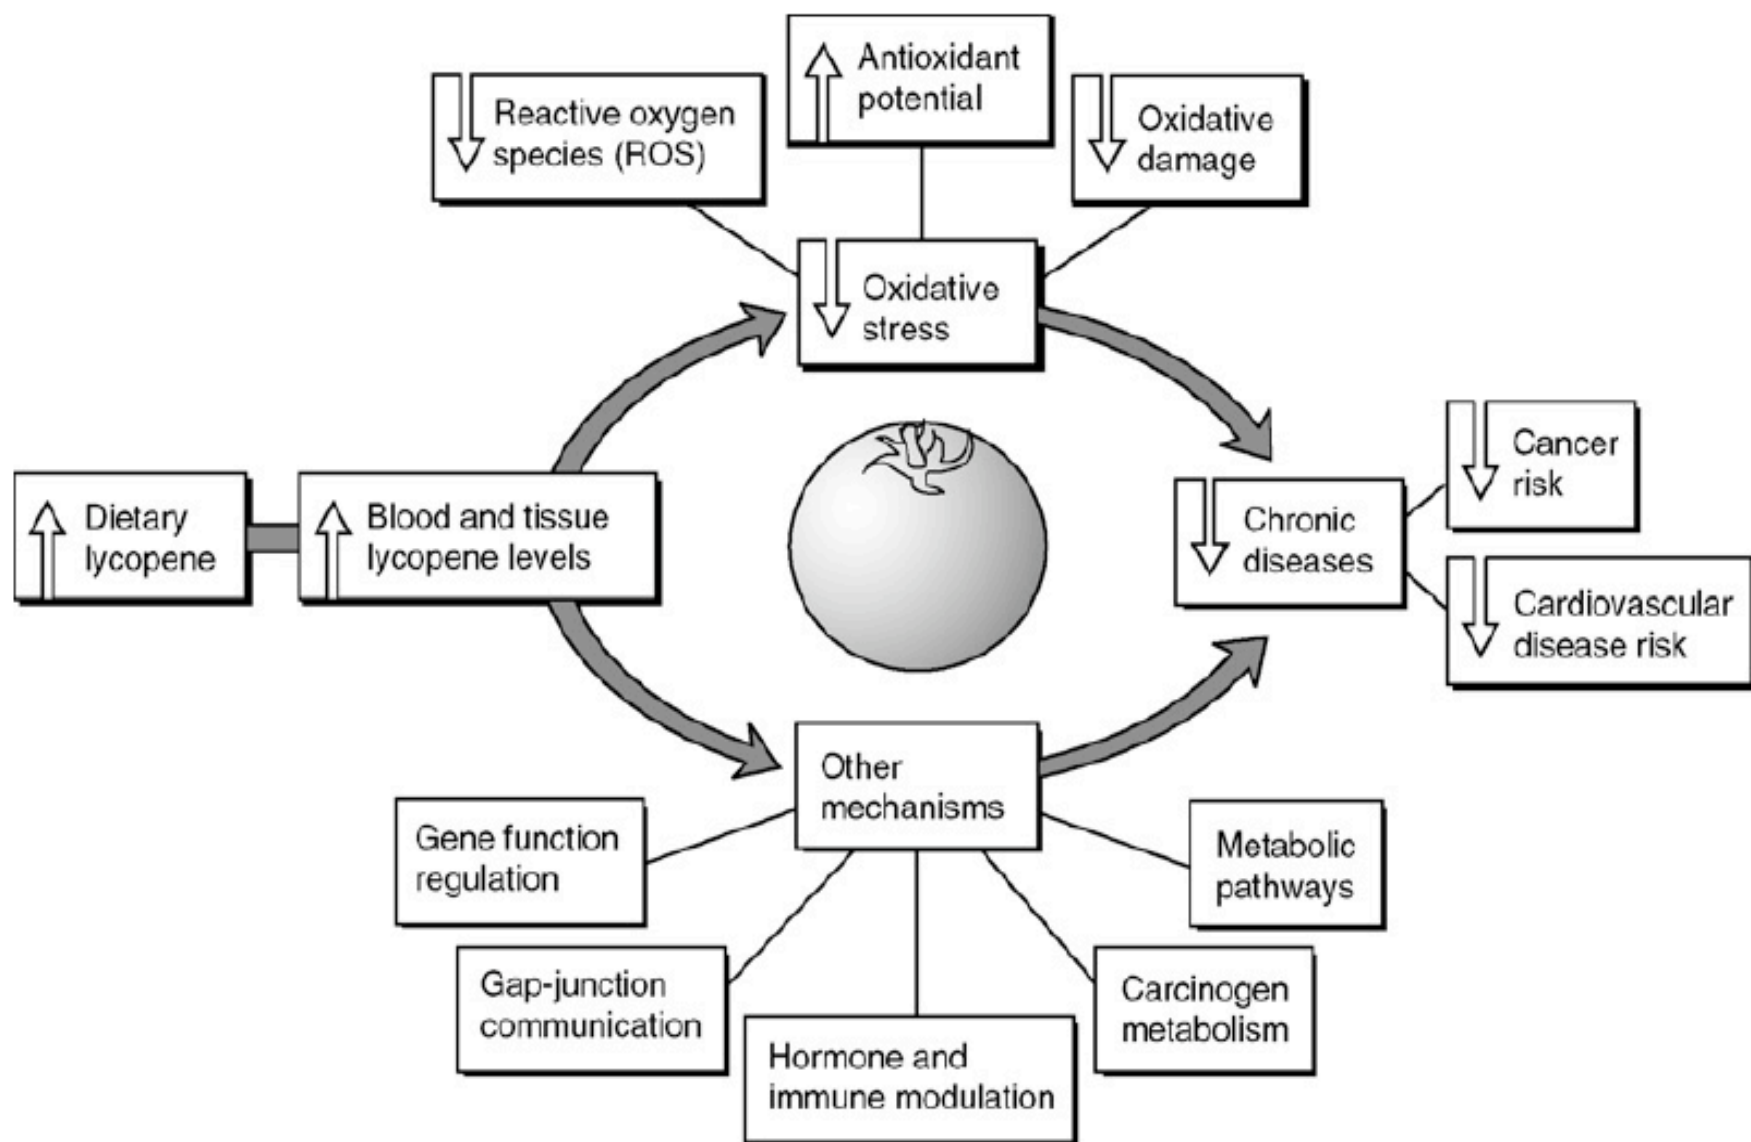 Antioxidant
potential
Reactive oxygen
species (ROS)
Oxidative
damage
Oxidative
stress
Dietary
lycopene
Blood and tissue
lycopene levels
Chronic
diseases
Cancer
risk
Cardiovascular
disease risk
Other
mechanisms
Gene function
regulation
Gap-junction
communication
Hormone and
immune modulation
Carcinogen
metabolism
Metabolic
pathways